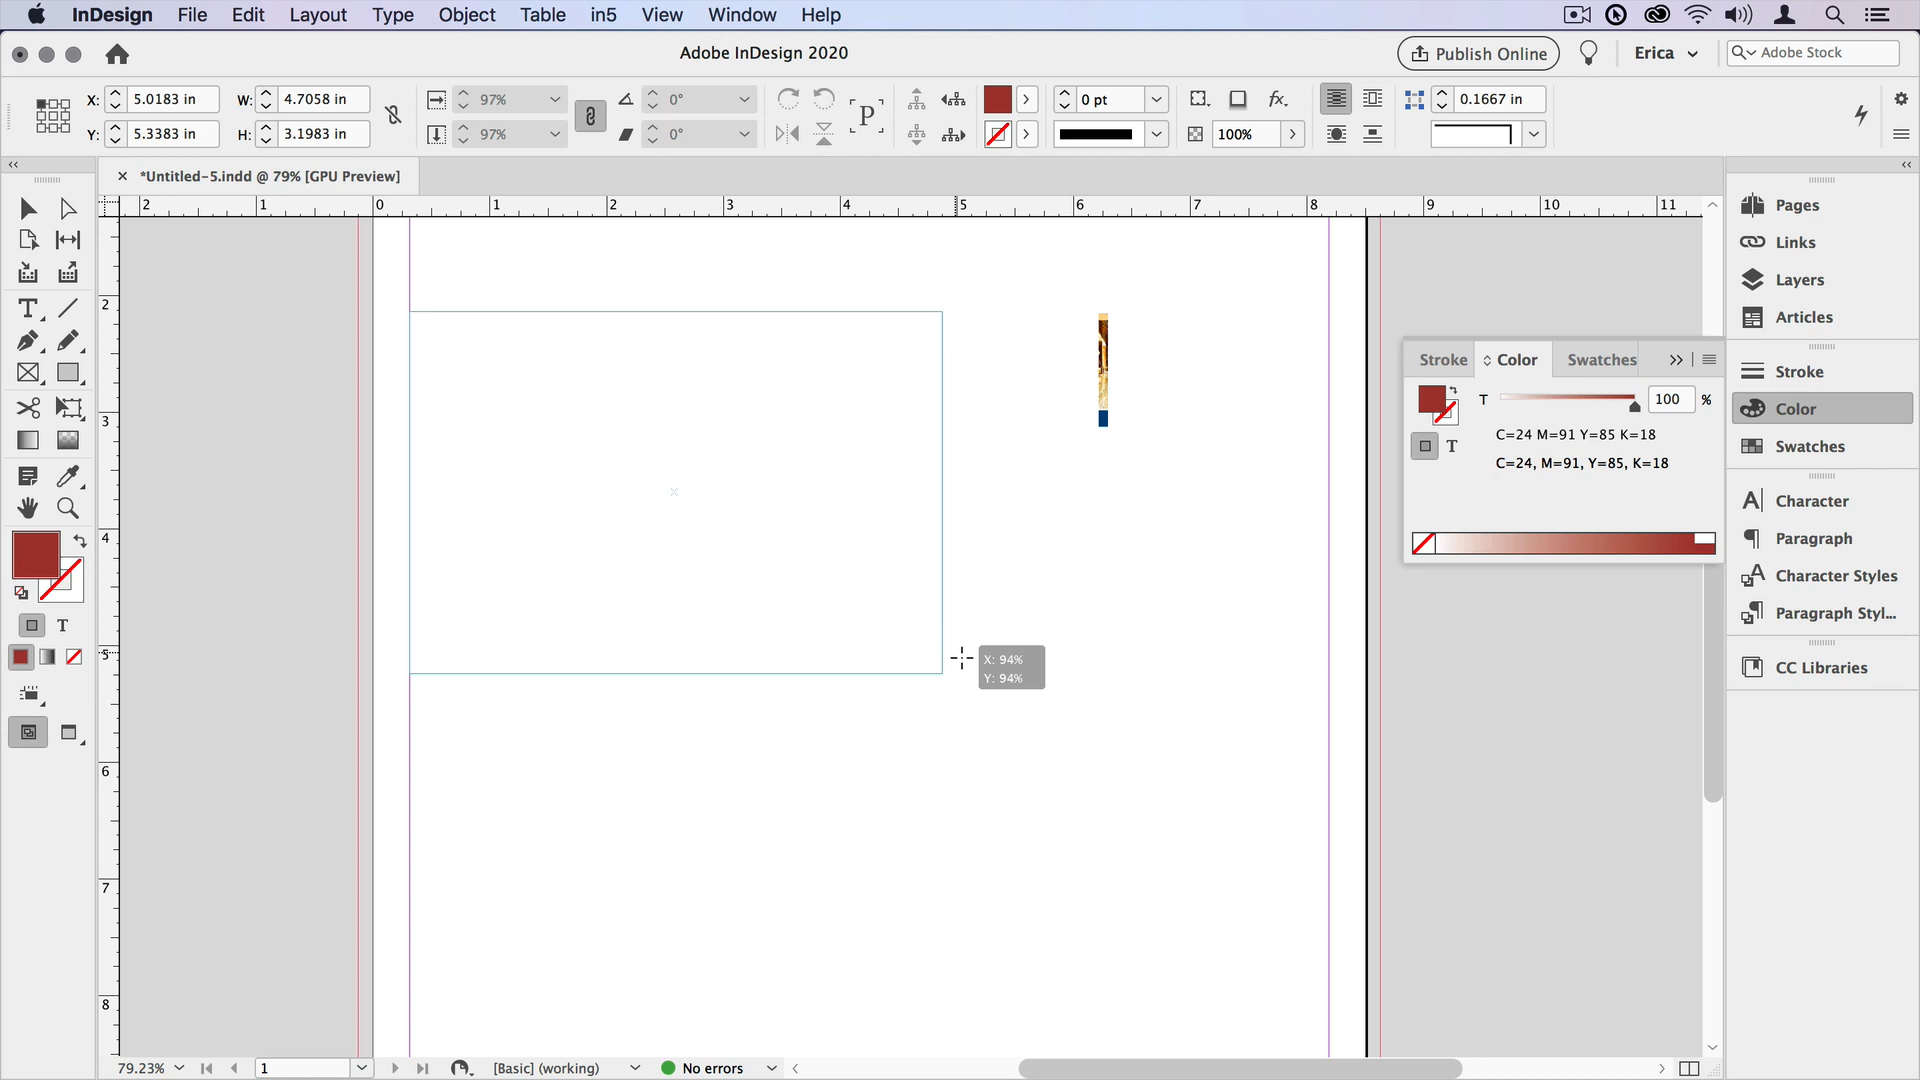 InDesign File Edit Layout Type Object Table in5 View Window Help
Adobe InDesign 2020
Publish Online
Erica
Adobe Stock
X: 5.0183 in W: 4.7058 in 97% 0° P 0 pt fx. 0.1667 in
Y: 5.3383 in H: 3.1983 in 97% 0° 100%
*Untitled-5.indd @ 79% [GPU Preview]
2 1 0 1 2 3 4 5 6 7 8 9 10 11
2
3
4
5
6
7
8
X: 94%
Y: 94%
T
Stroke Color Swatches
T 100 %
T
C=24 M=91 Y=85 K=18
C=24, M=91, Y=85, K=18
Pages
Links
Layers
Articles
Stroke
Color
Swatches
Character
Paragraph
Character Styles
Paragraph Styl...
CC Libraries
79.23% 1 [Basic] (working) No errors